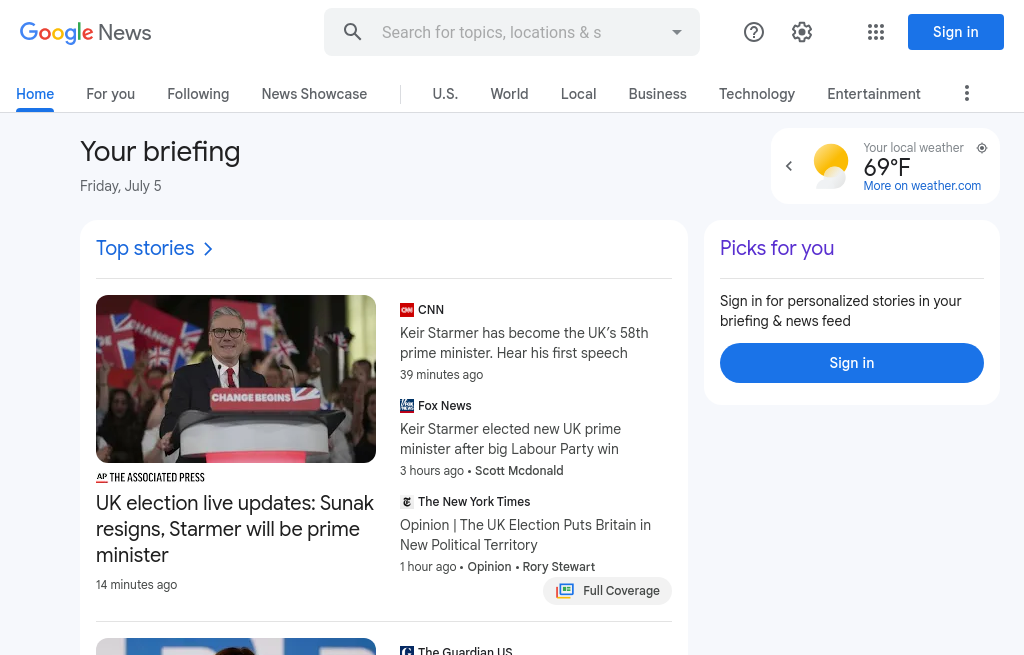 Google News
Search for topics, locations & s
Sign in
Home
For you
Following
News Showcase
U.S.
World
Local
Business
Technology
Entertainment
Your briefing
Friday, July 5
Your local weather
69°F
More on weather.com
Top stories
CHANGE
CHANGE BEGINS
AP THE ASSOCIATED PRESS
UK election live updates: Sunak
resigns, Starmer will be prime
minister
14 minutes ago
CNN
CNN
Keir Starmer has become the UK’s 58th
prime minister. Hear his first speech
39 minutes ago
Fox News
Keir Starmer elected new UK prime
minister after big Labour Party win
3 hours ago • Scott Mcdonald
The New York Times
Opinion | The UK Election Puts Britain in
New Political Territory
1 hour ago • Opinion • Rory Stewart
Full Coverage
The Guardian US
Picks for you
Sign in for personalized stories in your
briefing & news feed
Sign in